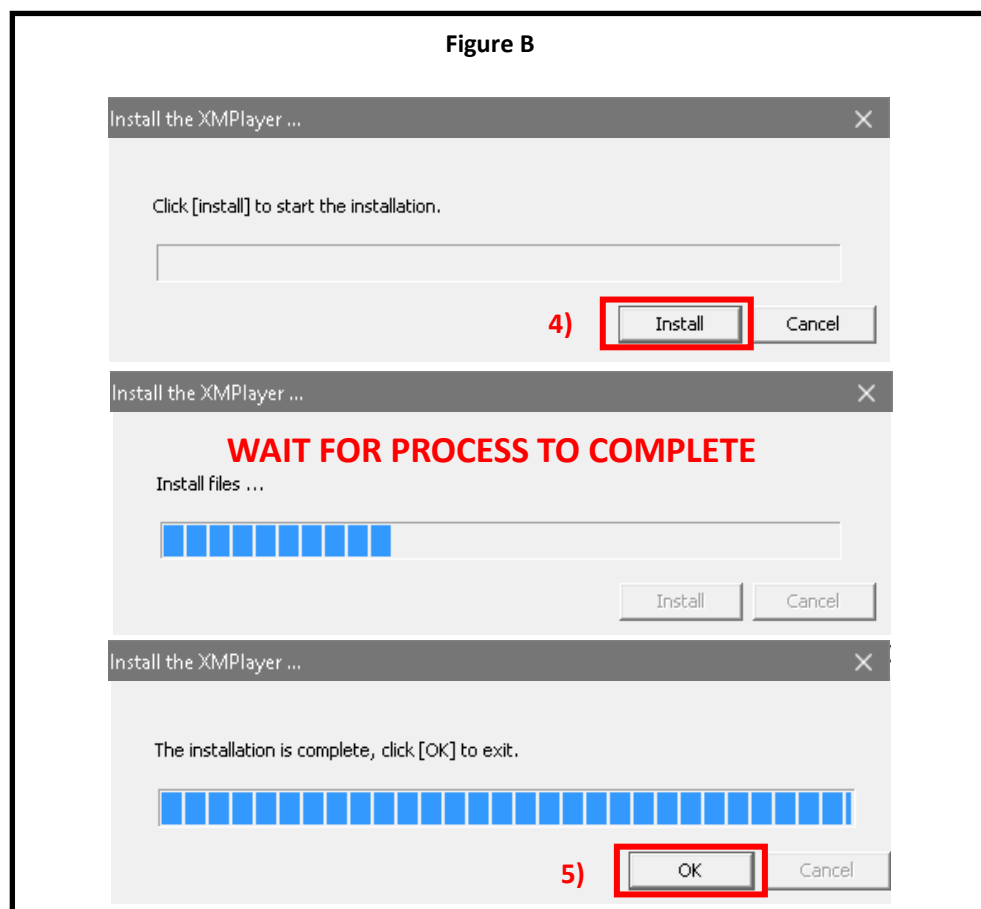 Figure B
Install the XMPlayer ...
Click [install] to start the installation.
4)
Install
Cancel
Install the XMPlayer ...
WAIT FOR PROCESS TO COMPLETE
Install files ...
Install
Cancel
Install the XMPlayer ...
The installation is complete, click [OK] to exit.
5)
OK
Cancel